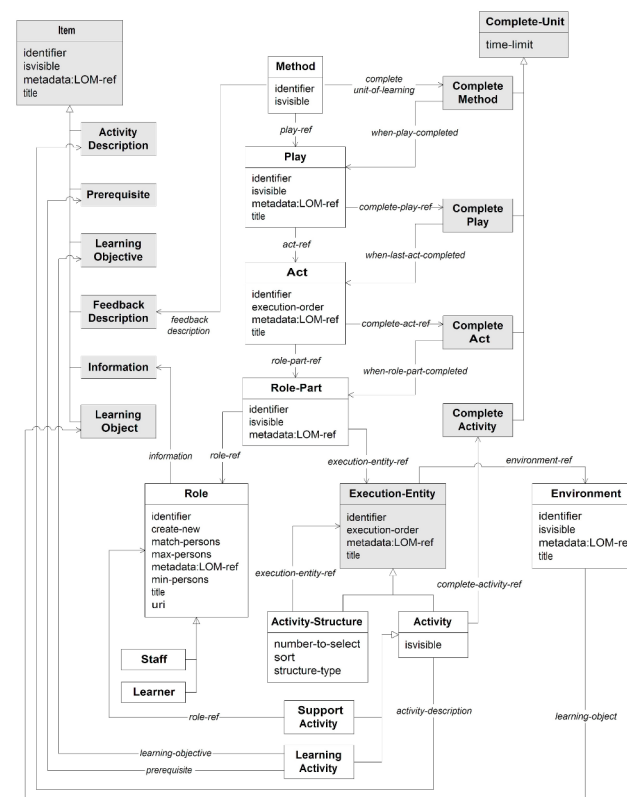 Item
identifier
isvisible
metadata:LOM-ref
title
Complete-Unit
time-limit
Method
identifier
isvisible
complete
unit-of-learning
Complete
Method
play-ref
when-play-completed
Activity
Description
Play
identifier
isvisible
metadata:LOM-ref
title
Prerequisite
complete-play-ref
Complete
Play
act-ref
when-last-act-completed
Learning
Objective
Act
identifier
execution-order
metadata:LOM-ref
title
Feedback
Description
feedback
description
complete-act-ref
Complete
Act
role-part-ref
when-role-part-completed
Information
Role-Part
identifier
isvisible
metadata:LOM-ref
Learning
Object
Complete
Activity
information
role-ref
execution-entity-ref
environment-ref
Role
identifier
create-new
match-persons
max-persons
metadata:LOM-ref
min-persons
title
uri
Execution-Entity
identifier
execution-order
metadata:LOM-ref
title
Environment
identifier
isvisible
metadata:LOM-re
title
execution-entity-ref
complete-activity-ref
Activity-Structure
number-to-select
sort
structure-type
Activity
isvisible
Staff
Learner
role-ref
Support
Activity
activity-description
learning-object
learning-objective
prerequisite
Learning
Activity